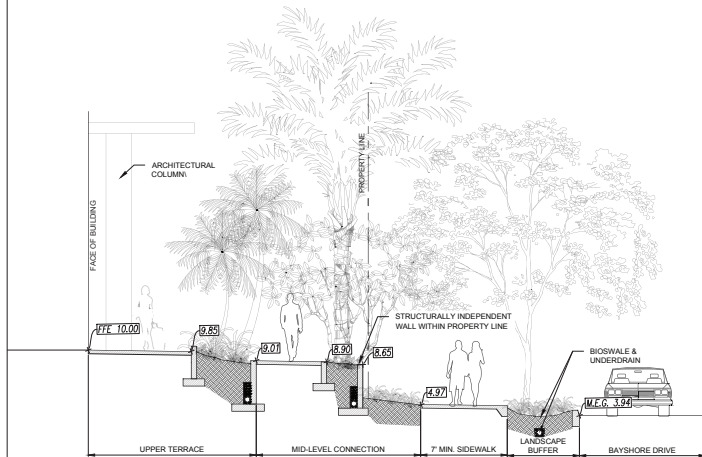 PROPERTY LINE
ARCHITECTURAL
COLUMN\
FACE OF BUILDING
STRUCTURALLY INDEPENDENT
WALL WITHIN PROPERTY LINE
FFE 10.00
9.85
9.01
8.90
8.65
BIOSWALE &
UNDERDRAIN
4.97
M.E.G. 3.94
UPPER TERRACE
MID-LEVEL CONNECTION
7' MIN. SIDEWALK
LANDSCAPE
BUFFER
BAYSHORE DRIVE